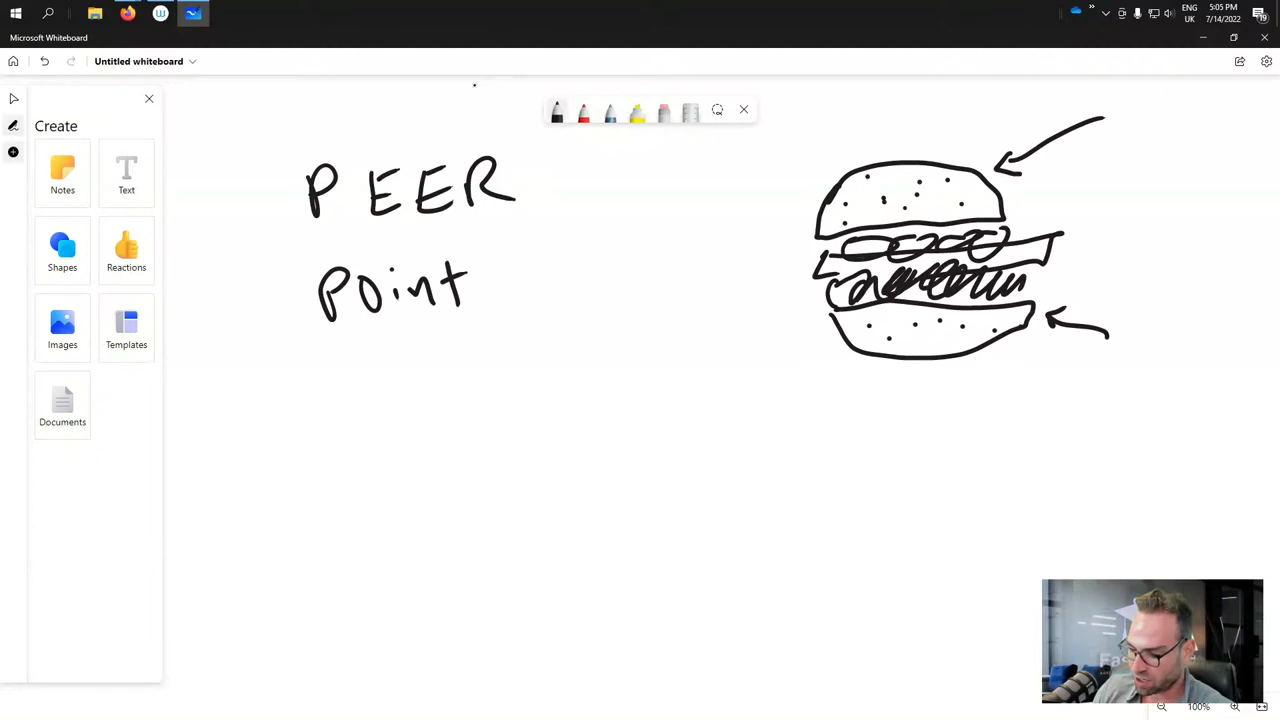 ENG
5:05 PM
UK
7/14/2022
19
Microsoft Whiteboard
Untitled whiteboard
Create
Notes
Text
Shapes
Reactions
Images
Templates
Documents
PEER
Point
100%